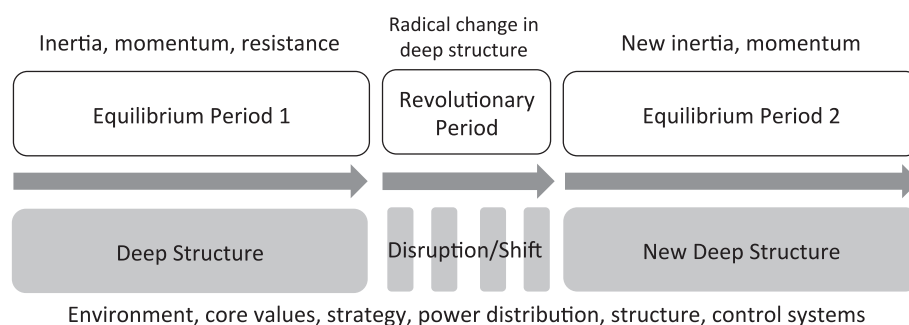 Inertia, momentum, resistance
Radical change in
deep structure
New inertia, momentum
Equilibrium Period 1
Revolutionary
Period
Equilibrium Period 2
Deep Structure
Disruption/Shift
New Deep Structure
Environment, core values, strategy, power distribution, structure, control systems